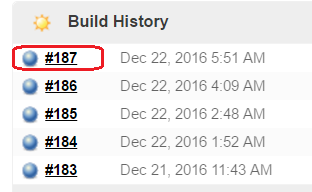 Build History
#187 Dec 22, 2016 5:51 AM
#186 Dec 22, 2016 4:09 AM
#185 Dec 22, 2016 2:48 AM
#184 Dec 22, 2016 1:52 AM
#183 Dec 21, 2016 11:43 AM